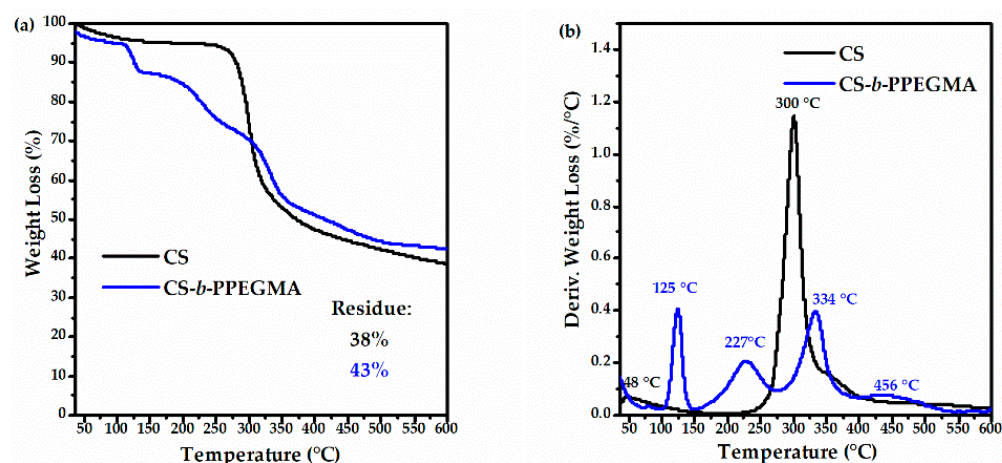 (a)
100
90
80
70
60
50
40
30
20
10
0
Weight Loss (%)
CS
CS-b-PPEGMA
Residue:
38%
43%
50 100 150 200 250 300 350 400 450 500 550 600
Temperature (°C)
(b)
1.4
1.2
1.0
0.8
0.6
0.4
0.2
0.0
Deriv. Weight Loss (%/°C)
CS
CS-b-PPEGMA
300 °C
125 °C
334 °C
227°C
48 °C
456 °C
50 100 150 200 250 300 350 400 450 500 550 600
Temperature (°C)